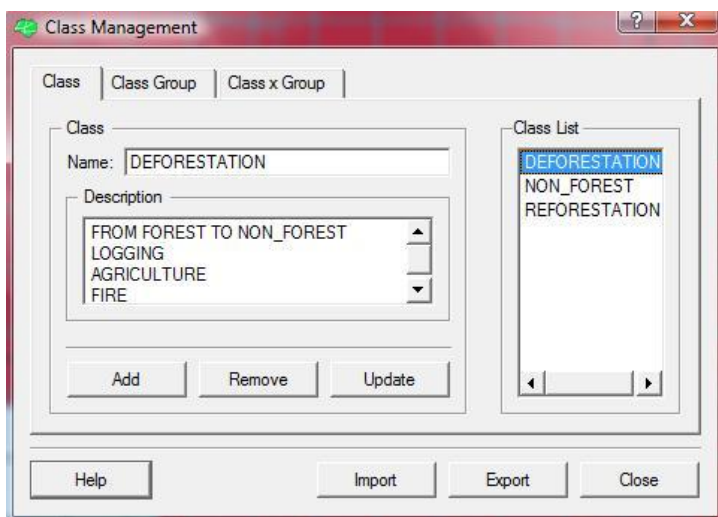 Class Management
?
X
Class
Class Group
Class x Group
Class
Name: DEFORESTATION
Description
FROM FOREST TO NON_FOREST
LOGGING
AGRICULTURE
FIRE
Add
Remove
Update
Class List
DEFORESTATION
NON_FOREST
REFORESTATION
Help
Import
Export
Close